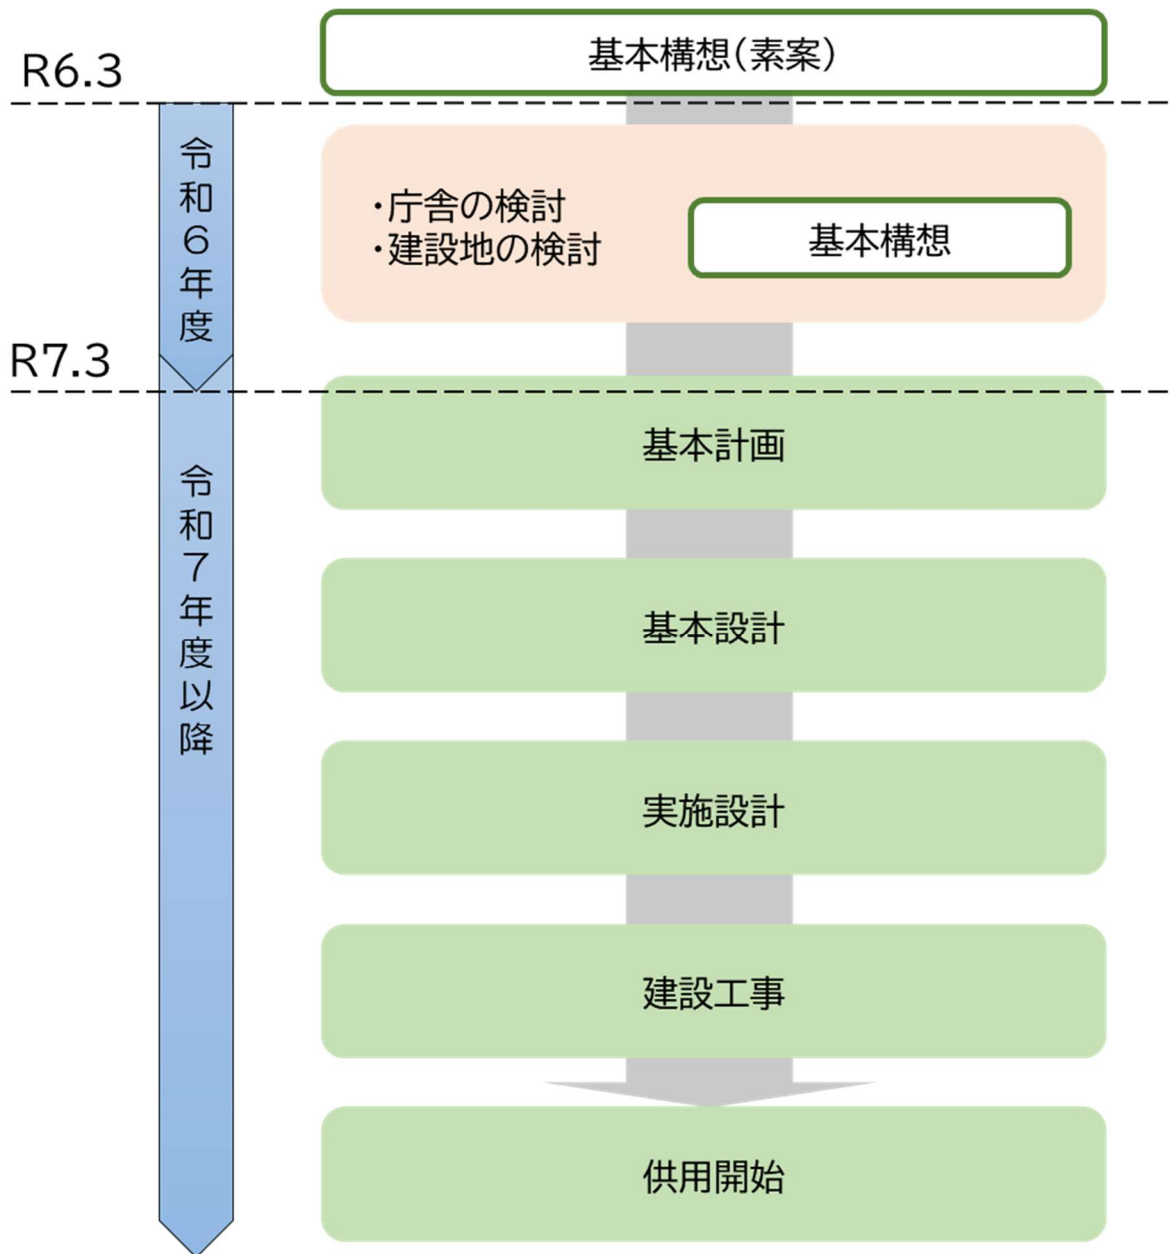 R6.3
基本構想(素案)
令和6年度
・庁舎の検討
・建設地の検討
基本構想
R7.3
令和7年度以降
基本計画
基本設計
実施設計
建設工事
供用開始